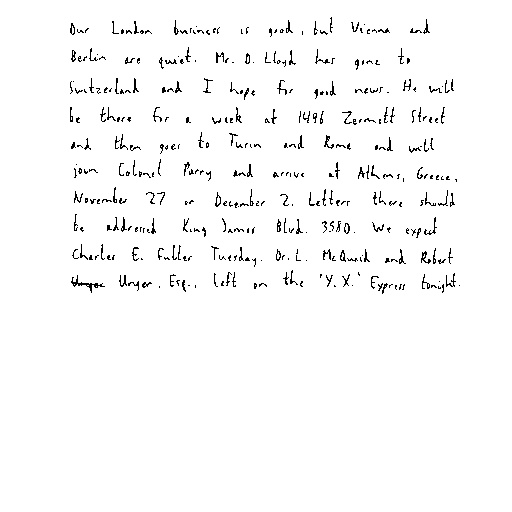 Our London business is good, but Vienna and
Berlin are quiet. Mr. D. Lloyd has gone to
Switzerland and I hope for good news. He will
be there for a week at 1496 Zermott Street
and then goes to Turin and Rome and will
join Colonel Parry and arrive at Athens, Greece,
November 27 or December 2. Letters there should
be addressed King James Blvd. 3580. We expect
Charles E. Fuller Tuesday. Dr. L. McQuaid and Robert
Unger, Esq., left on the 'Y.X.' Express tonight.